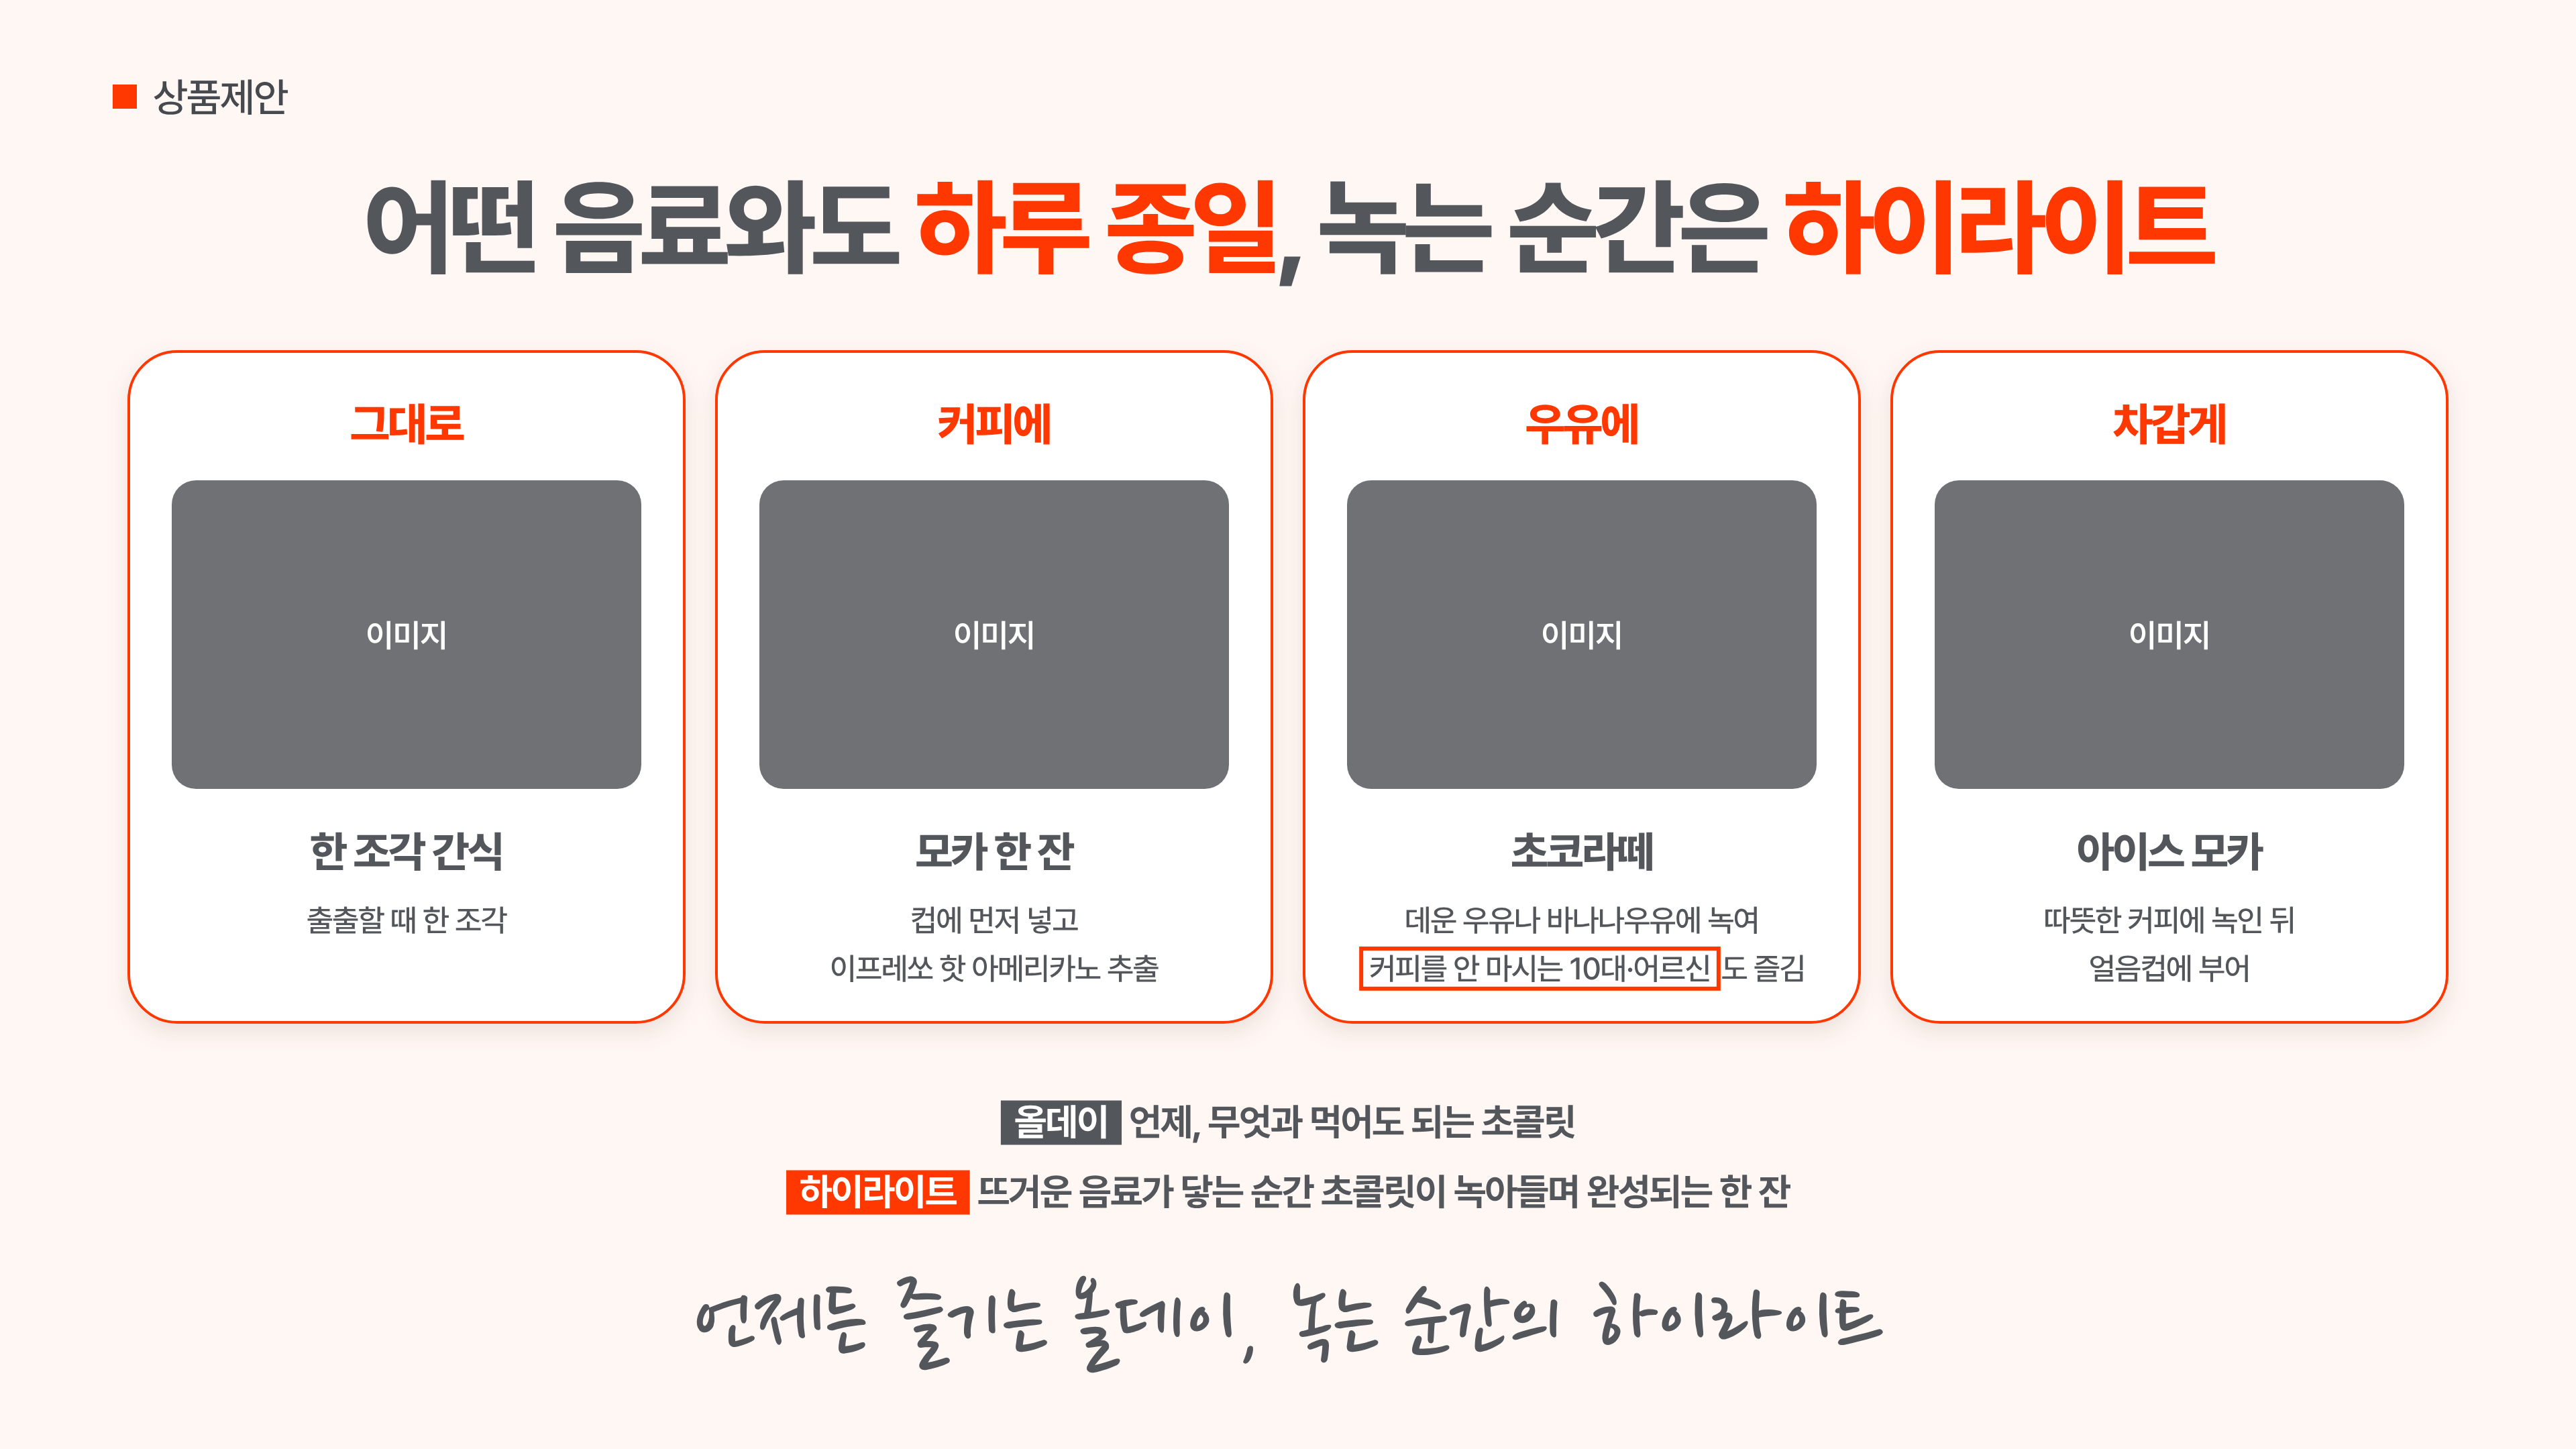 상품제안
어떤 음료와도 하루 종일, 녹는 순간은 하이라이트
그대로
이미지
한 조각 간식
출출할 때 한 조각
커피에
이미지
모카 한 잔
컵에 먼저 넣고
이프레쏘 핫 아메리카노 추출
우유에
이미지
초코라떼
데운 우유나 바나나우유에 녹여
커피를 안 마시는 10대·어르신도 즐김
차갑게
이미지
아이스 모카
따뜻한 커피에 녹인 뒤
얼음컵에 부어
올데이 언제, 무엇과 먹어도 되는 초콜릿
하이라이트 뜨거운 음료가 닿는 순간 초콜릿이 녹아들며 완성되는 한 잔
언제든 즐기는 올데이, 녹는 순간의 하이라이트